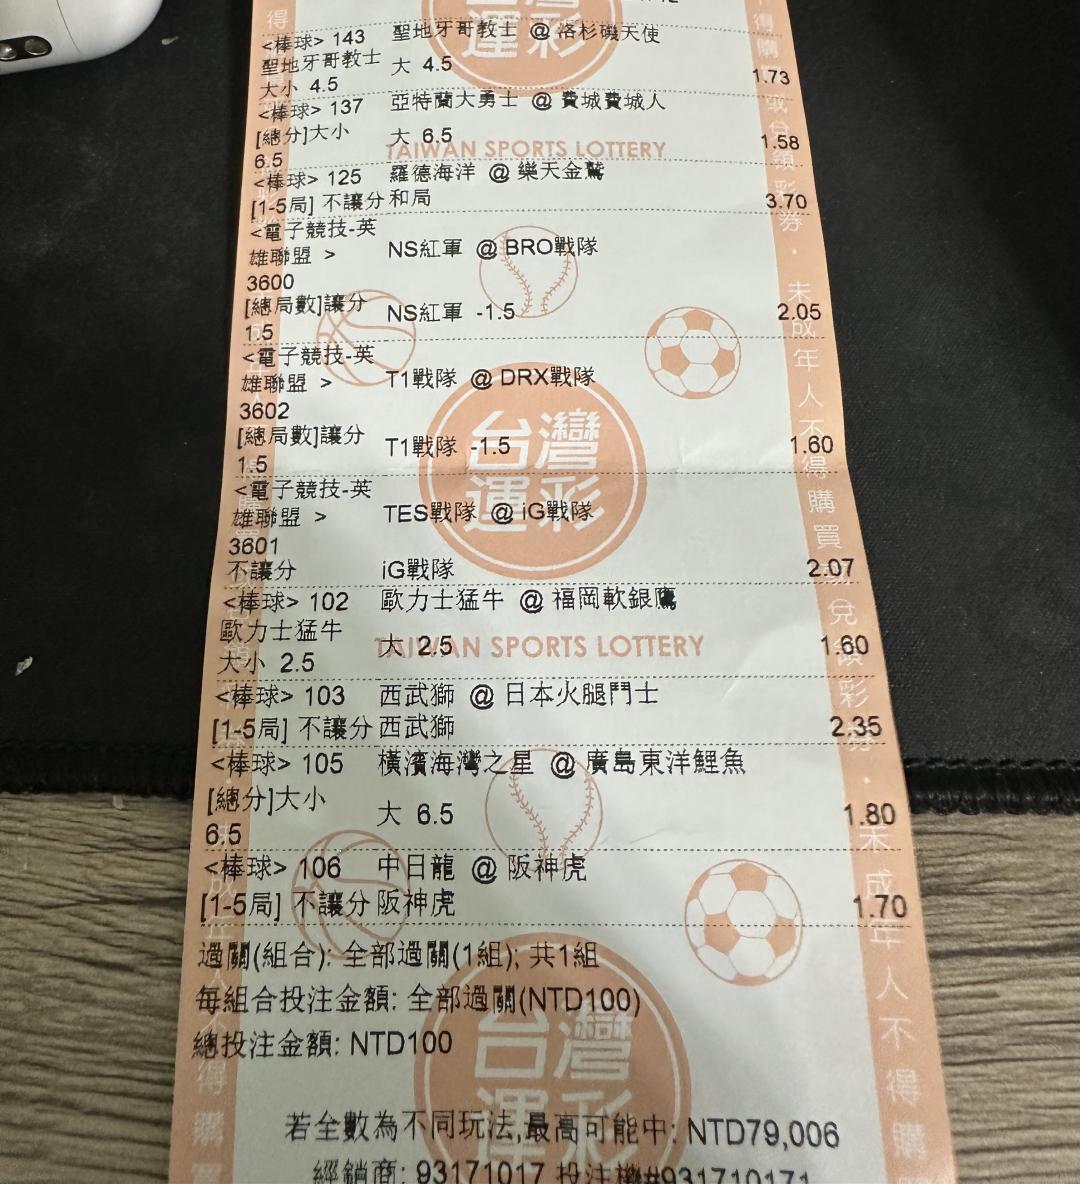 <棒球> 143 聖地牙哥教士 @ 洛杉磯天使
聖地牙哥教士 大 4.5 1.73
大小 4.5
<棒球> 137 亞特蘭大勇士 @ 費城費城人
[總分]大小 大 6.5 1.58
6.5
TAIWAN SPORTS LOTTERY
<棒球> 125 羅德海洋 @ 樂天金鷲
[1-5局] 不讓分 和局 3.70
<電子競技-英
雄聯盟 > NS紅軍 @ BRO戰隊
3600
[總局數]讓分 NS紅軍 -1.5 2.05
1.5
<電子競技-英
雄聯盟 > T1戰隊 @ DRX戰隊
3602
[總局數]讓分 T1戰隊 -1.5 1.60
1.5
台灣
運彩
<電子競技-英
雄聯盟 > TES戰隊 @ iG戰隊
3601
不讓分 iG戰隊 2.07
<棒球> 102 歐力士猛牛 @ 福岡軟銀鷹
歐力士猛牛 大 2.5 1.60
大小 2.5
TAIWAN SPORTS LOTTERY
<棒球> 103 西武獅 @ 日本火腿鬥士
[1-5局] 不讓分 西武獅 2.35
<棒球> 105 橫濱海灣之星 @ 廣島東洋鯉魚
[總分]大小 大 6.5 1.80
6.5
<棒球> 106 中日龍 @ 阪神虎
[1-5局] 不讓分 阪神虎 1.70
過關(組合): 全部過關(1組); 共1組
每組合投注金額: 全部過關(NTD100)
總投注金額: NTD100
台灣
運彩
若全數為不同玩法,最高可能中: NTD79,006
經銷商: 93171017 投注機#931710171
未成年人不得購買或兌領彩券